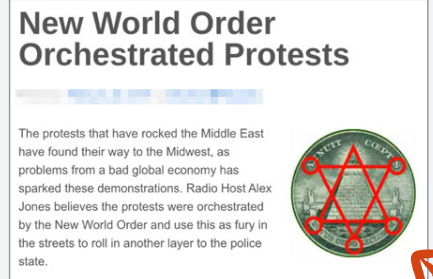 New World Order
Orchestrated Protests
The protests that have rocked the Middle East
have found their way to the Midwest, as
problems from a bad global economy has
sparked these demonstrations. Radio Host Alex
Jones believes the protests were orchestrated
by the New World Order and use this as fury in
the streets to roll in another layer to the police
state.
NUIT CŒPT